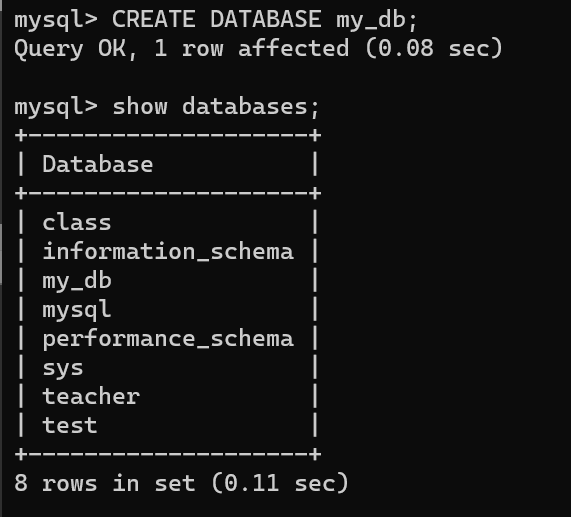 mysql> CREATE DATABASE my_db;
Query OK, 1 row affected (0.08 sec)

mysql> show databases;
+--------------------+
| Database           |
+--------------------+
| class              |
| information_schema |
| my_db              |
| mysql              |
| performance_schema |
| sys                |
| teacher            |
| test               |
+--------------------+
8 rows in set (0.11 sec)